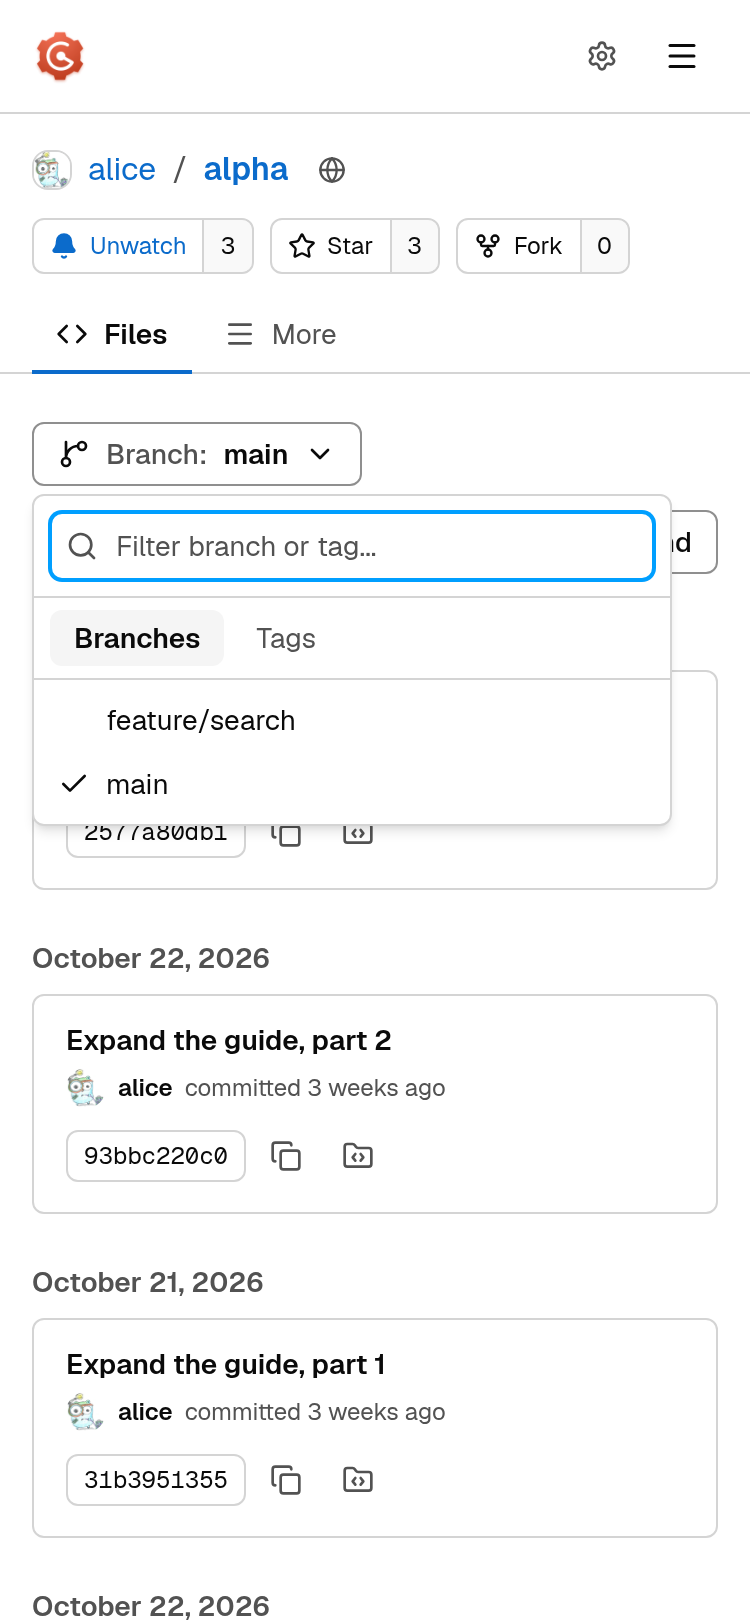 alice / alpha
Unwatch 3 Star 3 Fork 0
Files More
Branch: main
Filter branch or tag...
Branches Tags
feature/search
main
2577a80db1
October 22, 2026
Expand the guide, part 2
alice committed 3 weeks ago
93bbc220c0
October 21, 2026
Expand the guide, part 1
alice committed 3 weeks ago
31b3951355
October 22, 2026